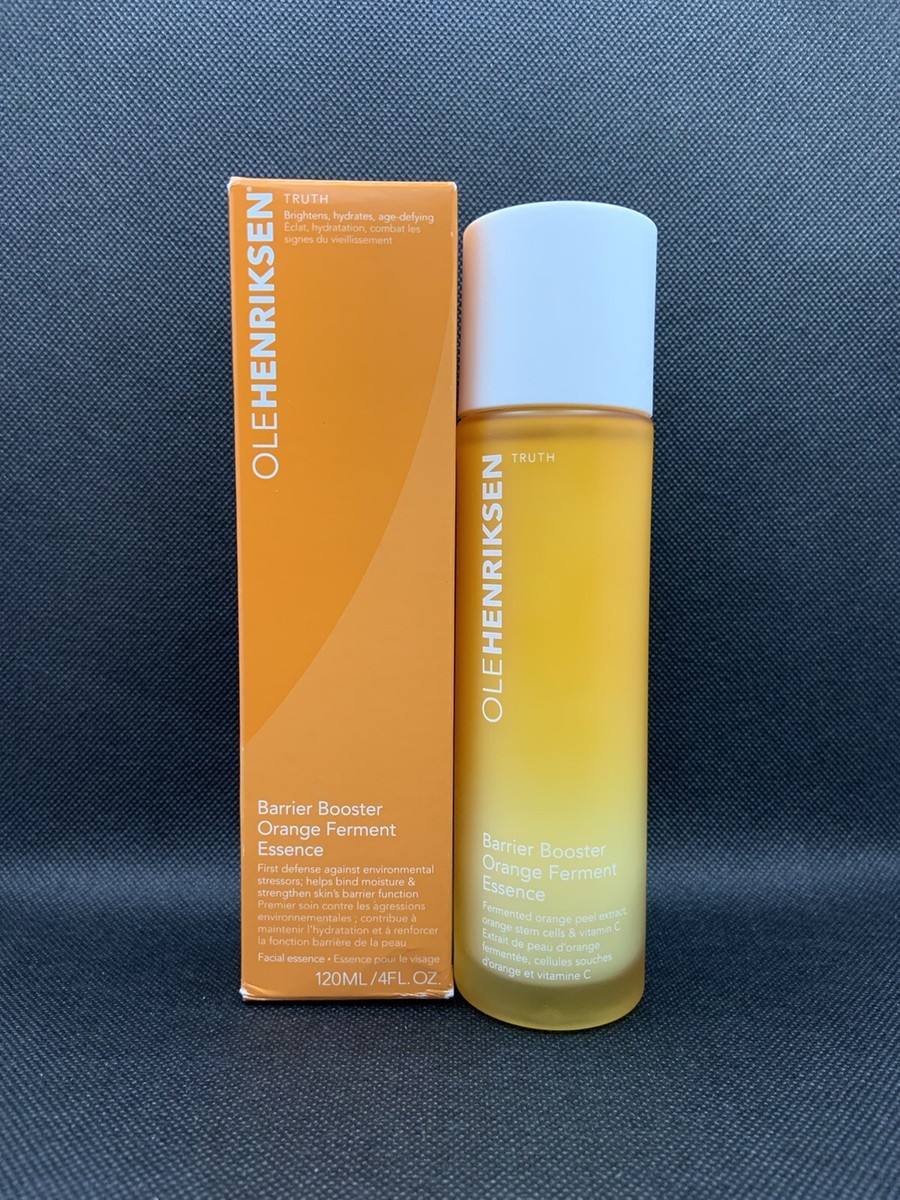 OLEHENRIKSEN®
TRUTH
Brightens, hydrates, age-defying
Éclat, hydratation, combat les
signes du vieillissement
Barrier Booster
Orange Ferment
Essence
First defense against environmental
stressors; helps bind moisture &
strengthen skin's barrier function
Premier soin contre les agressions
environnementales ; contribue à
maintenir l'hydratation et à renforcer
la fonction barrière de la peau
Facial essence • Essence pour le visage
120ML/4FL. OZ.
OLEHENRIKSEN
TRUTH
Barrier Booster
Orange Ferment
Essence
Fermented orange peel extract,
orange stem cells & vitamin C
Extrait de peau d'orange
fermentée, cellules souches
d'orange et vitamine C